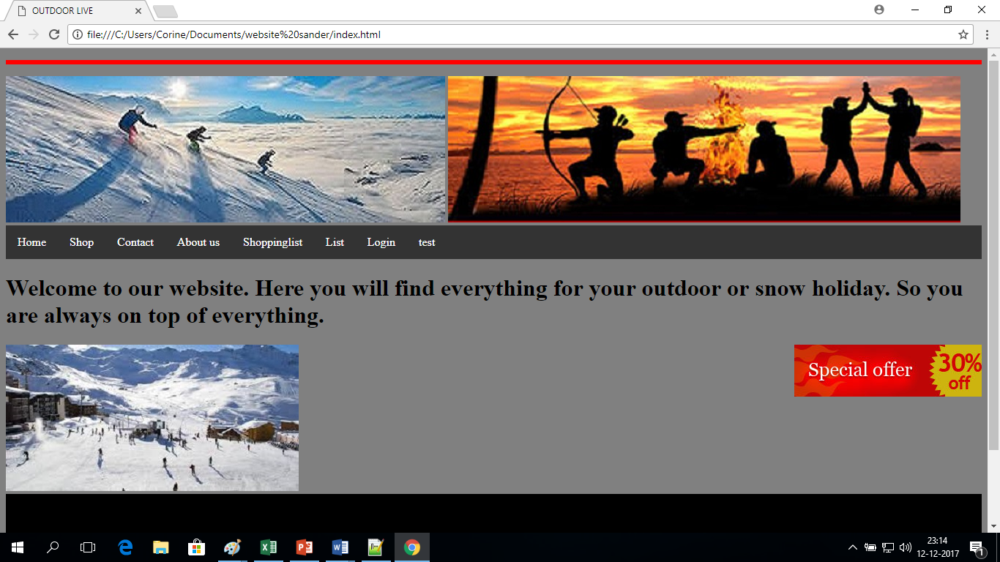 OUTDOOR LIVE
file:///C:/Users/Corine/Documents/website%20sander/index.html
Home Shop Contact About us Shoppinglist List Login test
Welcome to our website. Here you will find everything for your outdoor or snow holiday. So you
are always on top of everything.
Special offer 30%
off
23:14
12-12-2017
1